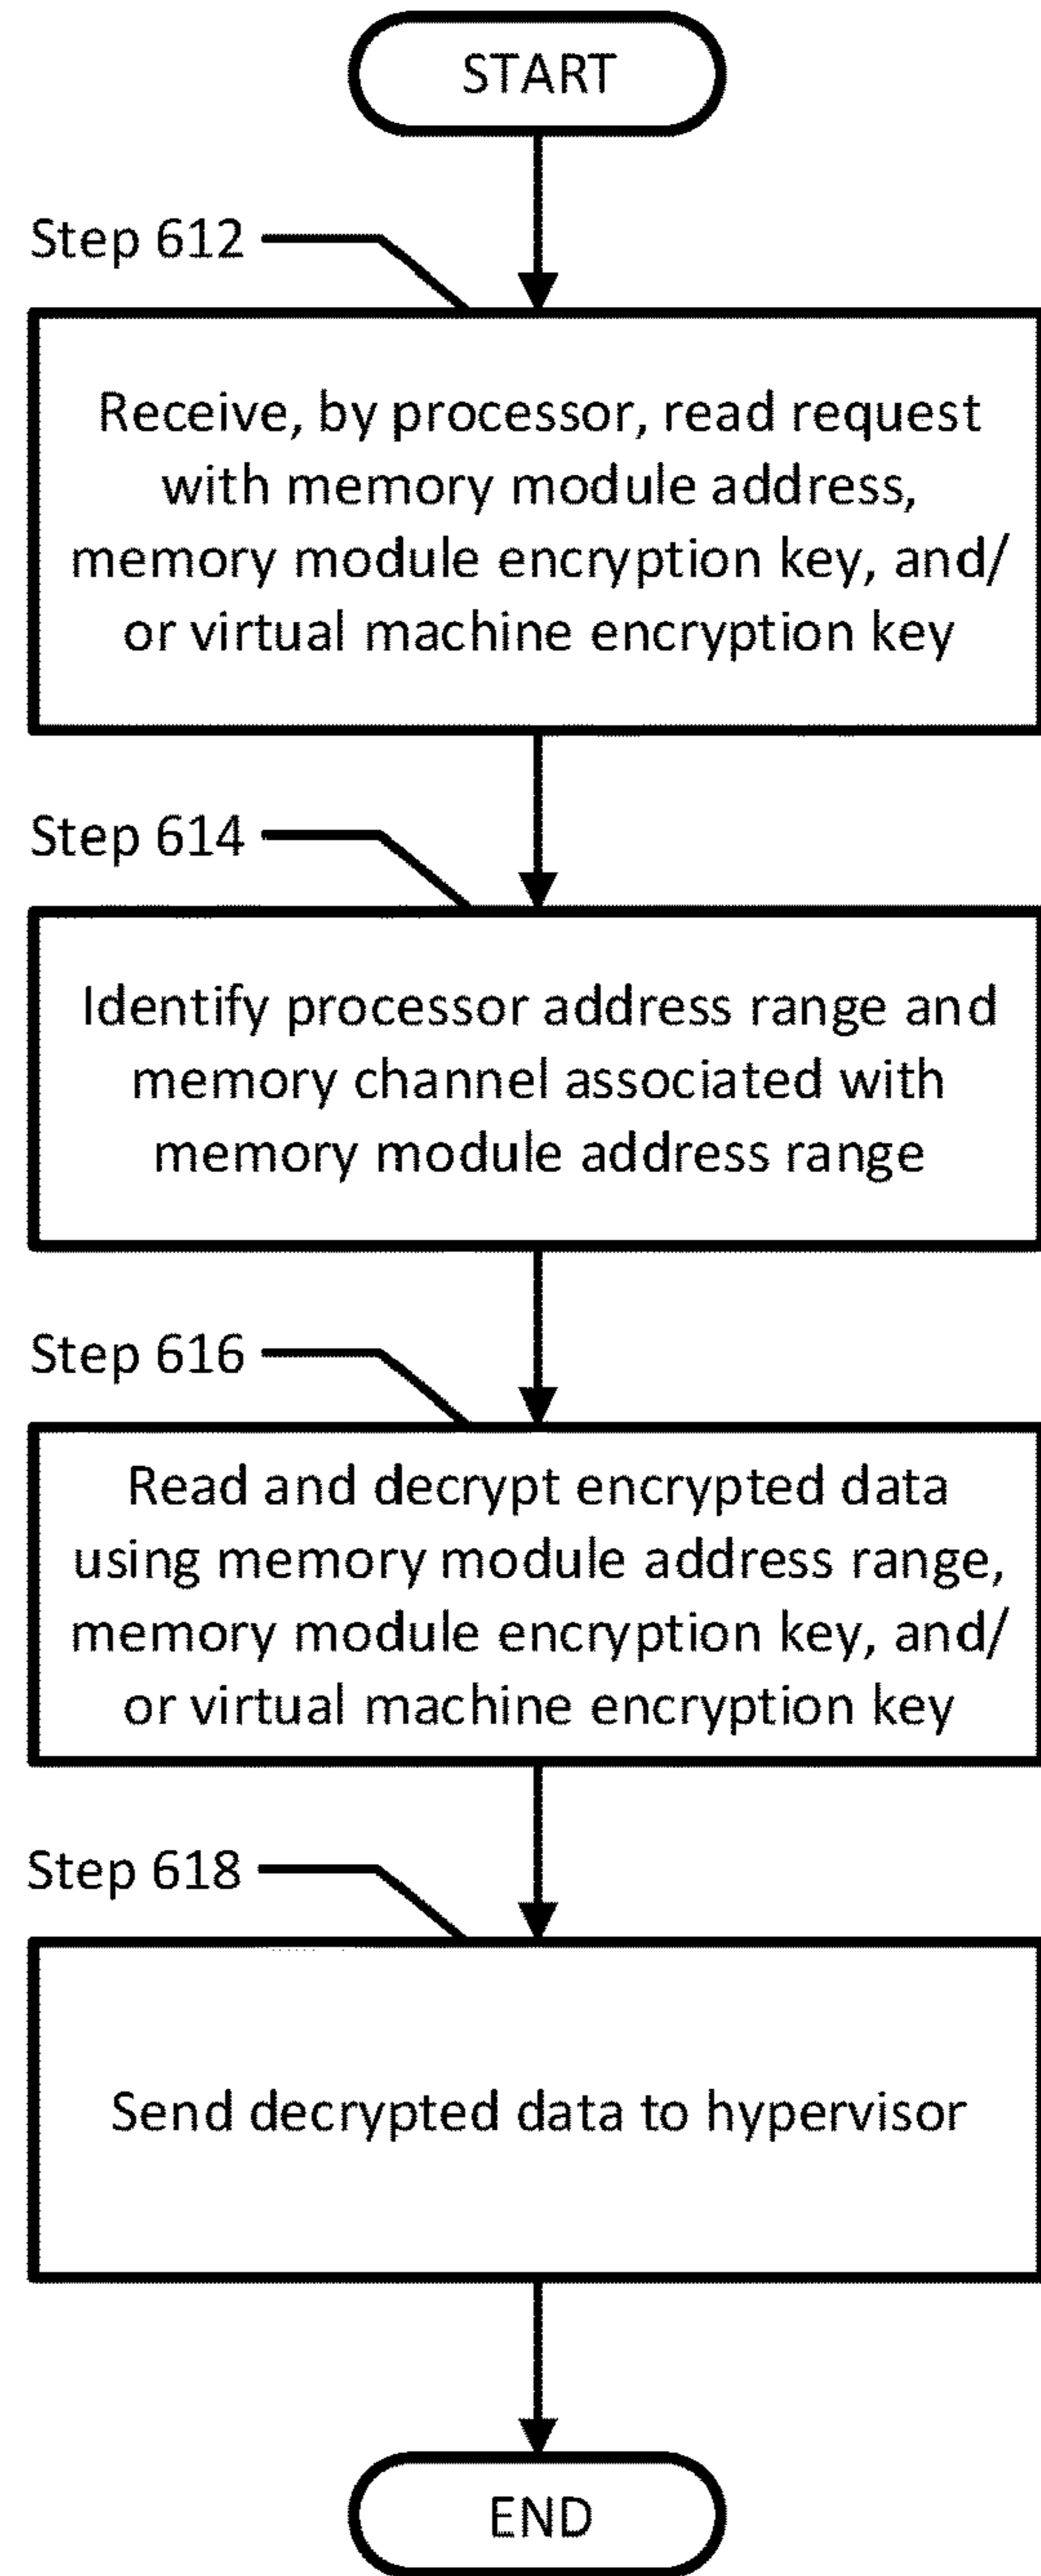 START
Step 612
Receive, by processor, read request
with memory module address,
memory module encryption key, and/
or virtual machine encryption key
Step 614
Identify processor address range and
memory channel associated with
memory module address range
Step 616
Read and decrypt encrypted data
using memory module address range,
memory module encryption key, and/
or virtual machine encryption key
Step 618
Send decrypted data to hypervisor
END